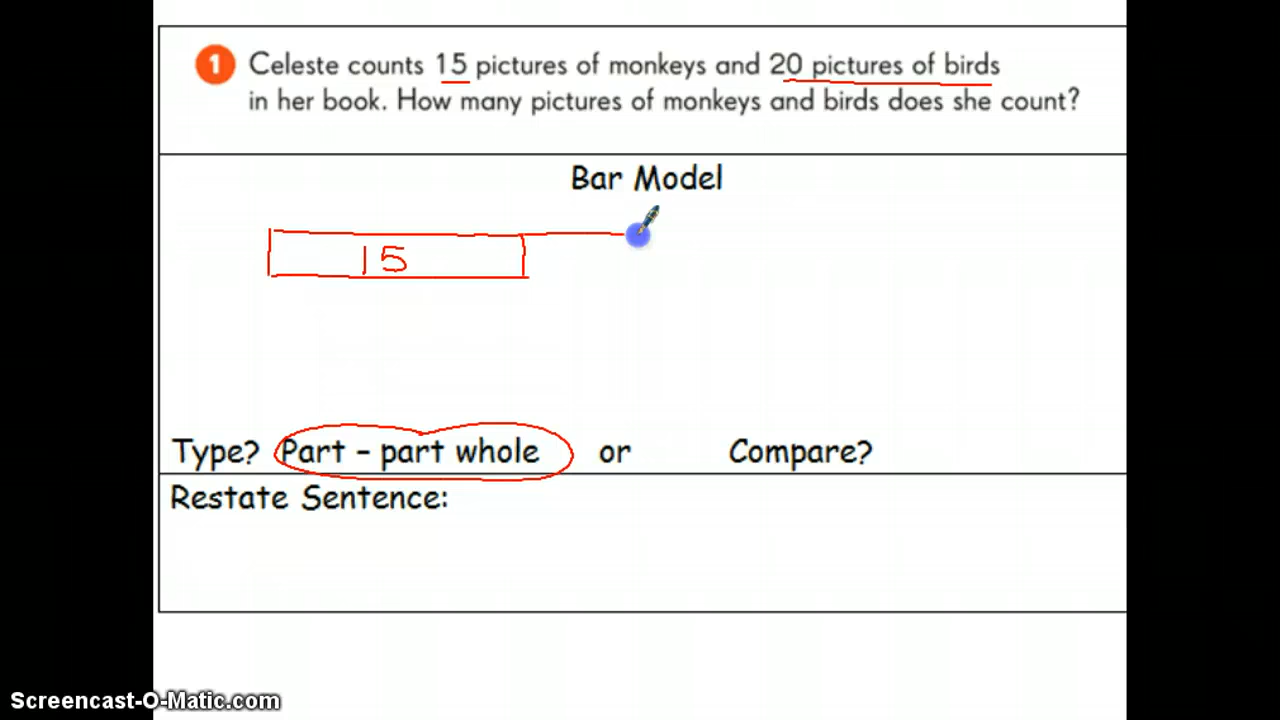 1 Celeste counts 15 pictures of monkeys and 20 pictures of birds
in her book. How many pictures of monkeys and birds does she count?
Bar Model
15
Type? Part – part whole or Compare?
Restate Sentence:
Screencast-O-Matic.com